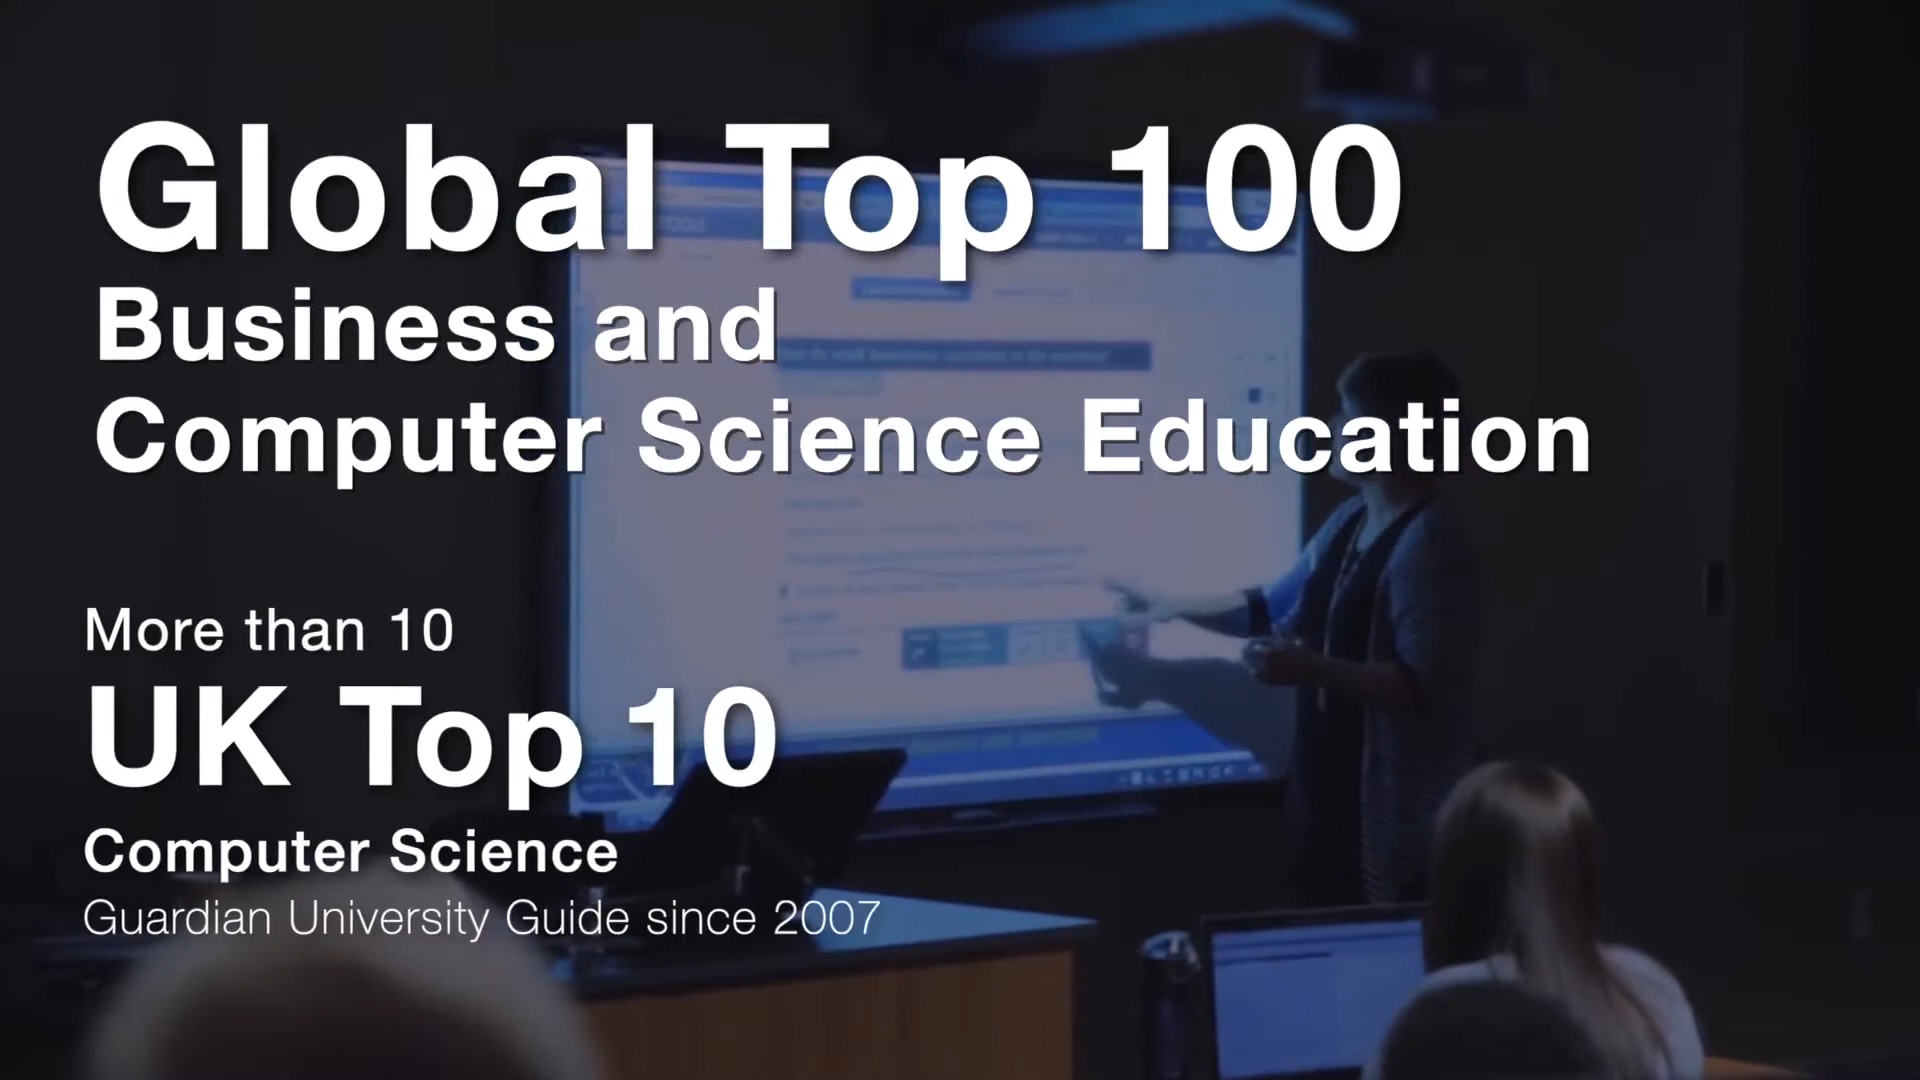 Global Top 100
Business and
Computer Science Education
More than 10
UK Top 10
Computer Science
Guardian University Guide since 2007